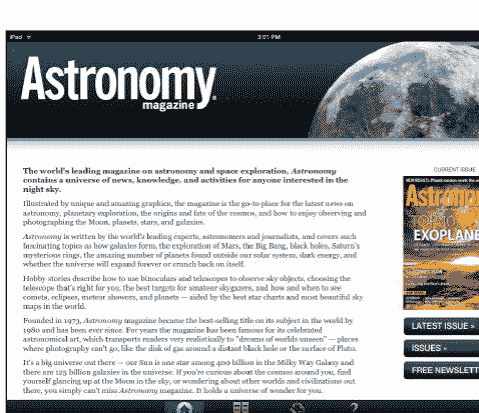 iPad
3:01 PM
Astronomy
magazine
The world's leading magazine on astronomy and space exploration, Astronomy
contains a universe of news, knowledge, and activities for anyone interested in the
night sky.
Illustrated by unique and amazing graphics, the magazine is the go-to place for the latest news on
astronomy, planetary exploration, the origins and fate of the cosmos, and how to enjoy observing and
photographing the Moon, planets, stars, and galaxies.
Astronomy is written by the world's leading experts, astronomers and journalists, and covers such
fascinating topics as how galaxies form, the exploration of Mars, the Big Bang, black holes, Saturn's
mysterious rings, the amazing number of planets found outside our solar system, dark energy, and
whether the universe will expand forever or crunch back on itself.
Hobby stories describe how to use binoculars and telescopes to observe sky objects, choosing the
telescope that's right for you, the best targets for amateur skygazers, and how and when to see
comets, eclipses, meteor showers, and planets — aided by the best star charts and most beautiful sky
maps in the world.
Founded in 1973, Astronomy magazine became the best-selling title on its subject in the world by
1980 and has been ever since. For years the magazine has been famous for its celebrated
astronomical art, which transports readers very realistically to "dreams of worlds unseen" — places
where photography can't go, like the disk of gas around a distant black hole or the surface of Pluto.
It's a big universe out there — our Sun is one star among 400 billion in the Milky Way Galaxy and
there are 125 billion galaxies in the universe. If you're curious about the cosmos around you, find
yourself glancing up at the Moon in the sky, or wondering about other worlds and civilizations out
there, you simply can't miss Astronomy magazine. It holds a universe of wonder for you.
CURRENT ISSUE
Astrono
EXOPLANE
LATEST ISSUE »
ISSUES »
FREE NEWSLETT